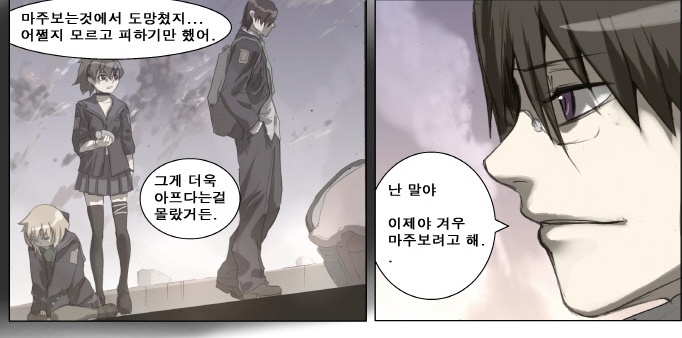 마주보는것에서 도망쳤지...
어쩔지 모르고 피하기만 했어.
그게 더욱
아프다는걸
몰랐거든.
난 말야
이제야 겨우
마주보려고 해.
.